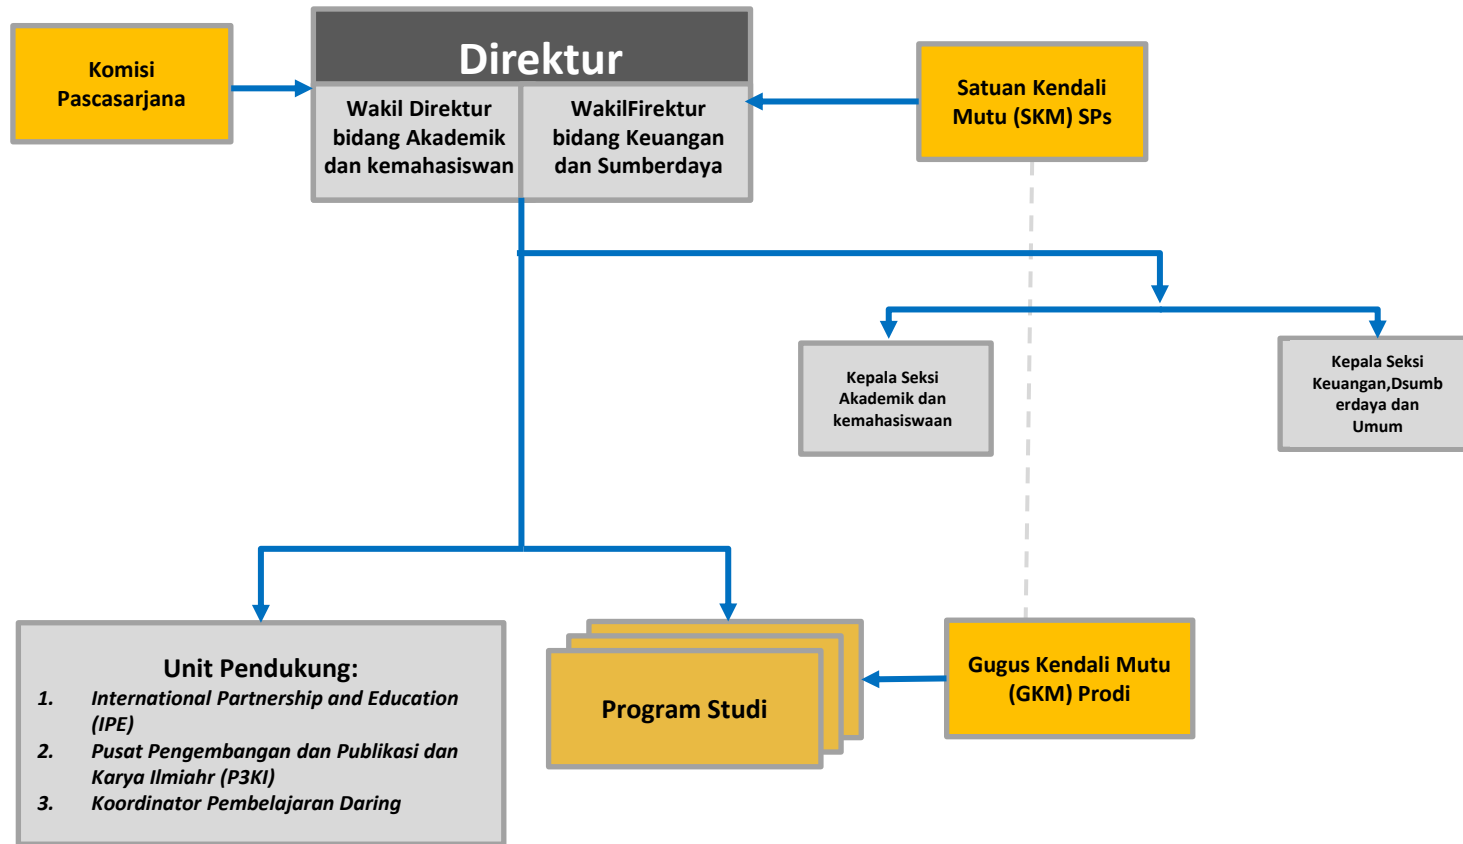 Direktur
Komisi
Pascasarjana
Wakil Direktur
bidang Akademik
dan kemahasiswan
WakilFirektur
bidang Keuangan
dan Sumberdaya
Satuan Kendali
Mutu (SKM) SPs
Kepala Seksi
Akademik dan
kemahasiswaan
Kepala Seksi
Keuangan,Dsumb
erdaya dan
Umum
Unit Pendukung:
1. International Partnership and Education
(IPE)
2. Pusat Pengembangan dan Publikasi dan
Karya Ilmiahr (P3KI)
3. Koordinator Pembelajaran Daring
Program Studi
Gugus Kendali Mutu
(GKM) Prodi